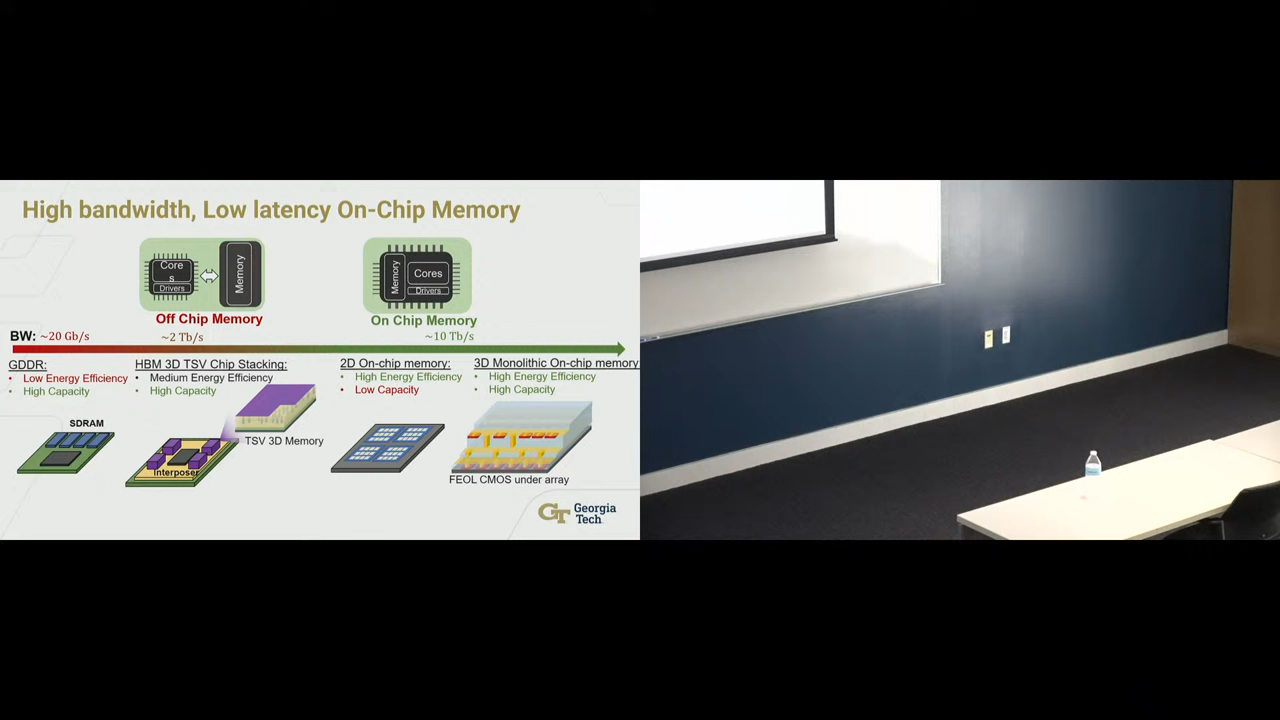 High bandwidth, Low latency On-Chip Memory
Core
s
Drivers
Memory
Off Chip Memory
Memory
Cores
Drivers
On Chip Memory
BW: ~20 Gb/s
~2 Tb/s
~10 Tb/s
GDDR:
• Low Energy Efficiency
• High Capacity
SDRAM
HBM 3D TSV Chip Stacking:
• Medium Energy Efficiency
• High Capacity
TSV 3D Memory
Interposer
2D On-chip memory:
• High Energy Efficiency
• Low Capacity
3D Monolithic On-chip memory:
• High Energy Efficiency
• High Capacity
FEOL CMOS under array
GT Georgia
Tech